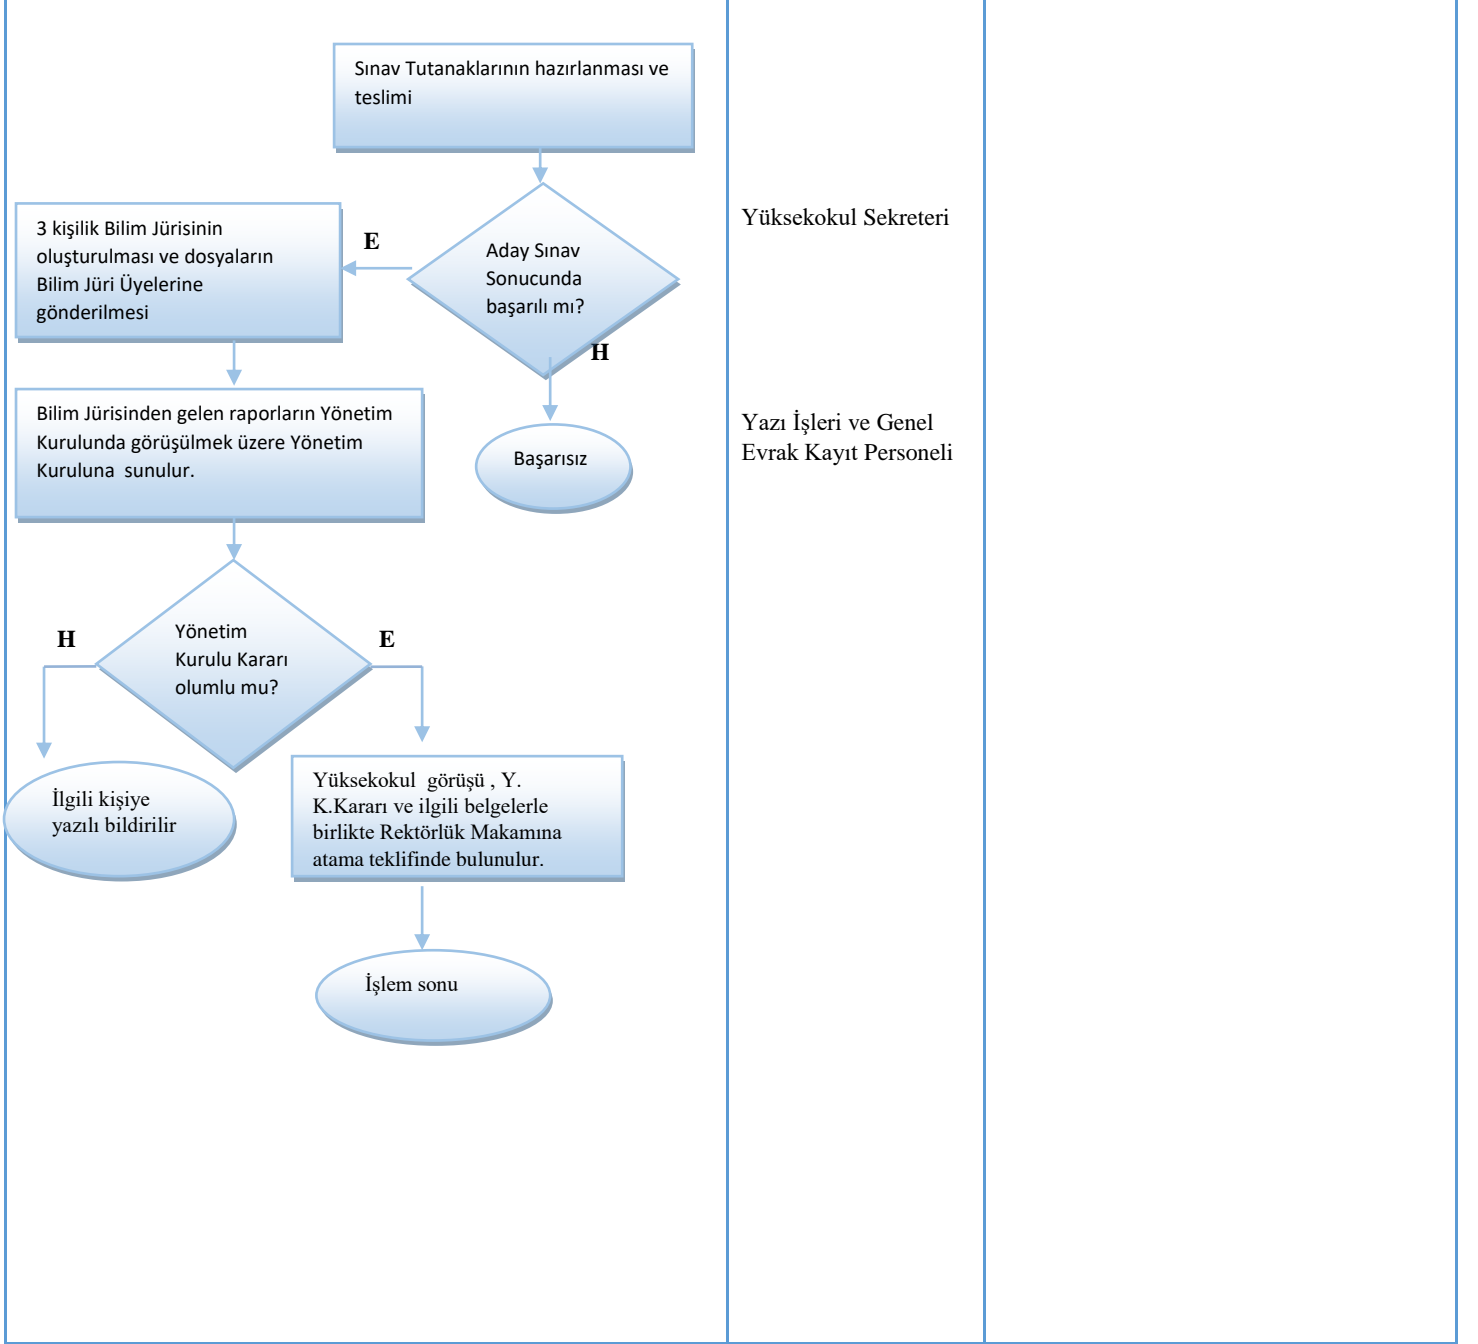 Sınav Tutanaklarının hazırlanması ve
teslimi
Aday Sınav
Sonucunda
başarılı mı?
E
3 kişilik Bilim Jürisinin
oluşturulması ve dosyaların
Bilim Jüri Üyelerine
gönderilmesi
H
Başarısız
Bilim Jürisinden gelen raporların Yönetim
Kurulunda görüşülmek üzere Yönetim
Kuruluna sunulur.
Yönetim
Kurulu Kararı
olumlu mu?
H
E
İlgili kişiye
yazılı bildirilir
Yüksekokul görüşü , Y.
K.Kararı ve ilgili belgelerle
birlikte Rektörlük Makamına
atama teklifinde bulunulur.
İşlem sonu
Yüksekokul Sekreteri
Yazı İşleri ve Genel
Evrak Kayıt Personeli